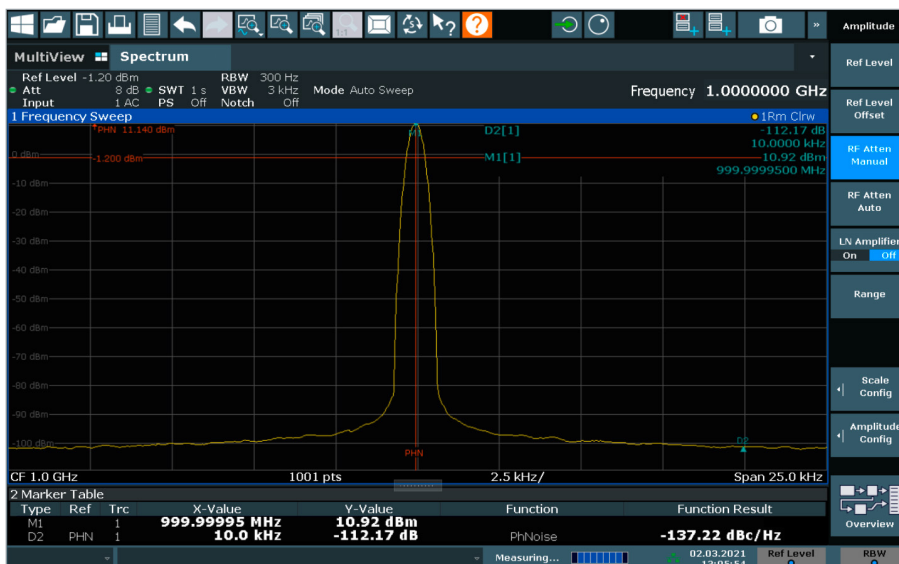 1:1
Amplitude
MultiView Spectrum
Ref Level -1.20 dBm RBW 300 Hz
Att 8 dB SWT 1 s VBW 3 kHz Mode Auto Sweep Frequency 1.0000000 GHz
Input 1 AC PS Off Notch Off
1 Frequency Sweep 1Rm Clrw
PHN 11.140 dBm D2[1] -112.17 dB
10.0000 kHz
0 dBm -1.200 dBm M1[1] -10.92 dBm
999.9999500 MHz
-10 dBm
-20 dBm
-30 dBm
-40 dBm
-50 dBm
-60 dBm
-70 dBm
-80 dBm
-90 dBm
-100 dBm
D2
PHN
CF 1.0 GHz 1001 pts 2.5 kHz/ Span 25.0 kHz
2 Marker Table
Type Ref Trc X-Value Y-Value Function Function Result
M1 1 999.99995 MHz 10.92 dBm
D2 PHN 1 10.0 kHz -112.17 dB PhNoise -137.22 dBc/Hz
Measuring... 02.03.2021 Ref Level RBW
Ref Level
Ref Level
Offset
RF Atten
Manual
RF Atten
Auto
LN Amplifier
On Off
Range
Scale
Config
Amplitude
Config
Overview